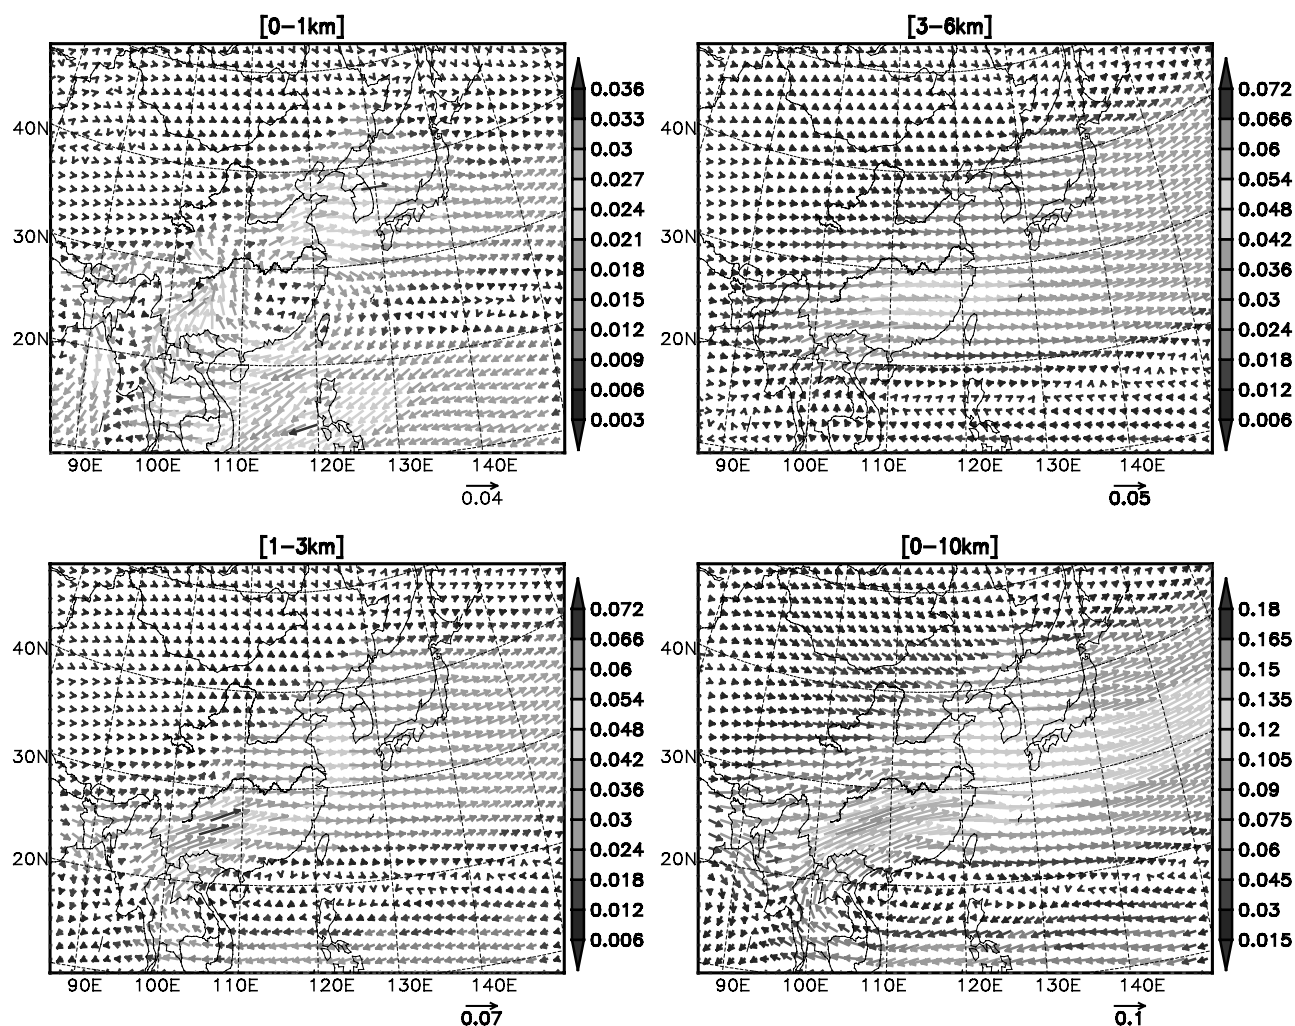 [0-1km]
40N
30N
20N
90E 100E 110E 120E 130E 140E
0.036
0.033
0.03
0.027
0.024
0.021
0.018
0.015
0.012
0.009
0.006
0.003
0.04
[3-6km]
40N
30N
20N
90E 100E 110E 120E 130E 140E
0.072
0.066
0.06
0.054
0.048
0.042
0.036
0.03
0.024
0.018
0.012
0.006
0.05
[1-3km]
40N
30N
20N
90E 100E 110E 120E 130E 140E
0.072
0.066
0.06
0.054
0.048
0.042
0.036
0.03
0.024
0.018
0.012
0.006
0.07
[0-10km]
40N
30N
20N
90E 100E 110E 120E 130E 140E
0.18
0.165
0.15
0.135
0.12
0.105
0.09
0.075
0.06
0.045
0.03
0.015
0.1